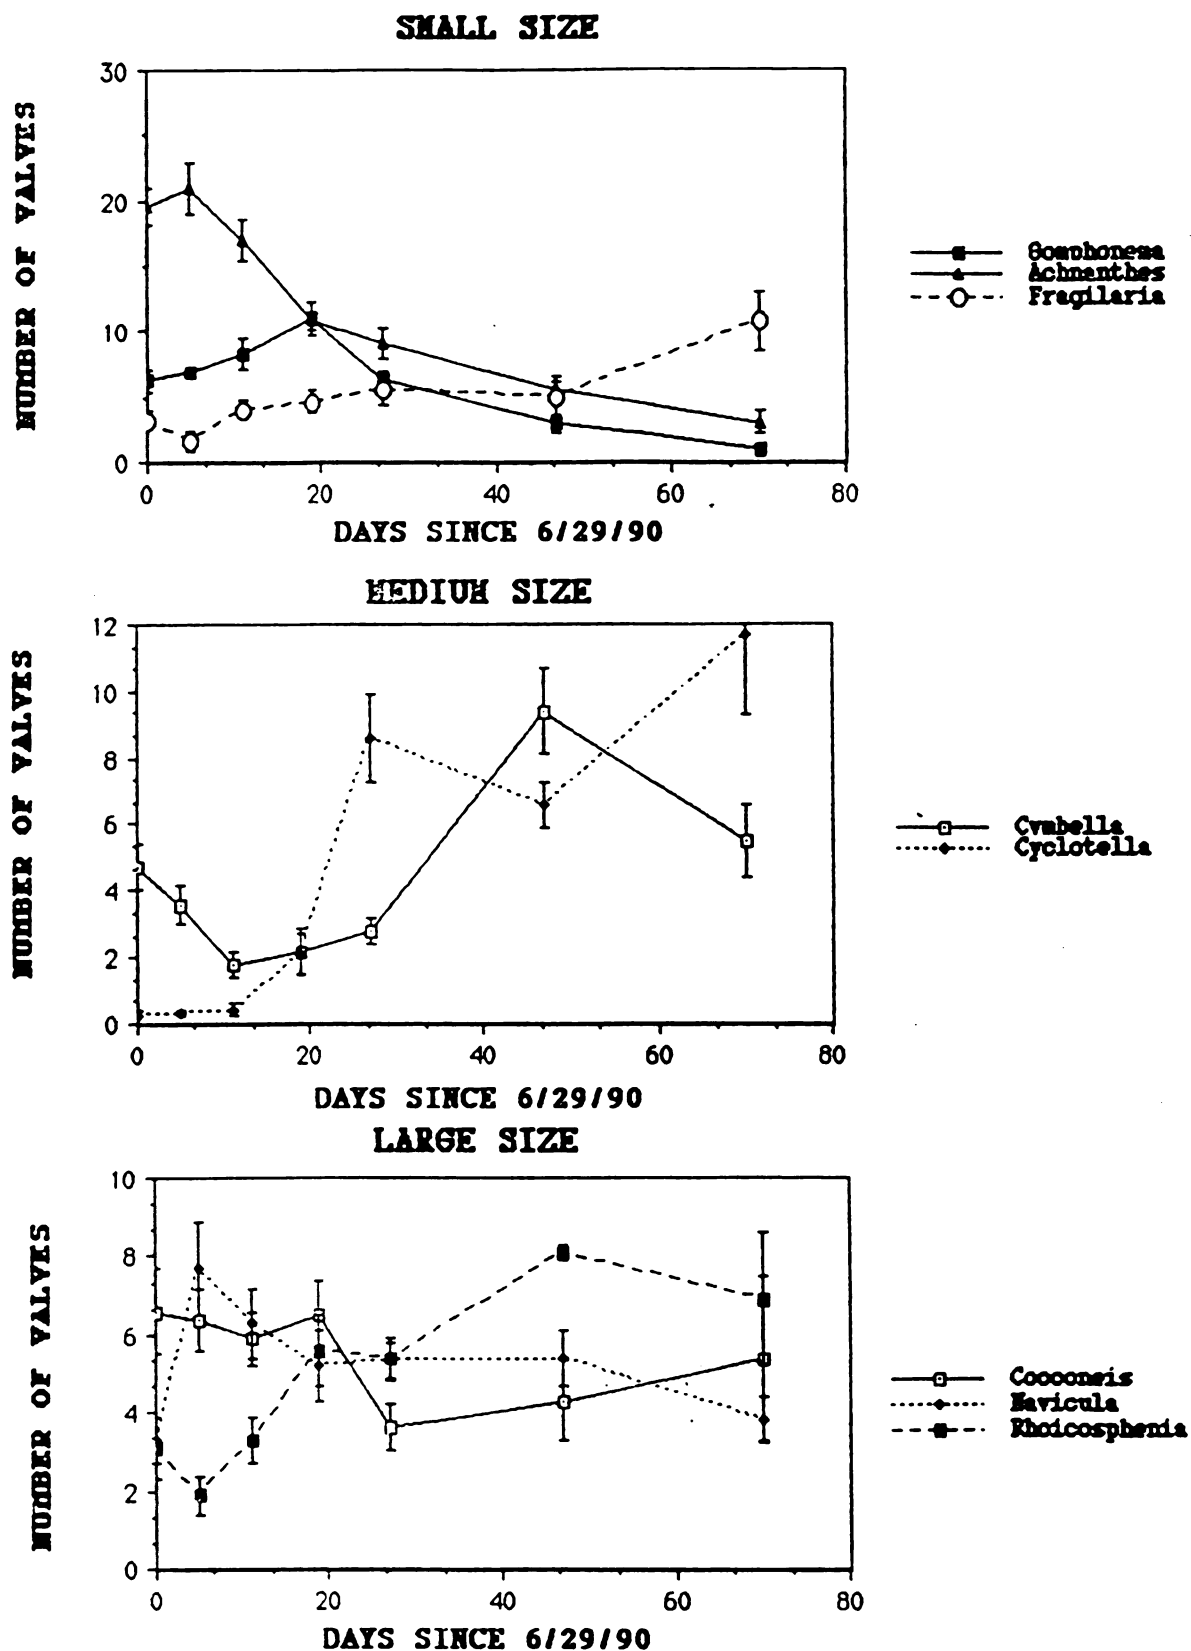 SMALL SIZE
NUMBER OF VALVES
30
20
10
0
0 20 40 60 80
DAYS SINCE 6/29/90
Gomphonema
Achnanthes
Fragilaria
MEDIUM SIZE
NUMBER OF VALVES
12
10
8
6
4
2
0
0 20 40 60 80
DAYS SINCE 6/29/90
Cymbella
Cyclotella
LARGE SIZE
NUMBER OF VALVES
10
8
6
4
2
0
0 20 40 60 80
DAYS SINCE 6/29/90
Cocconeis
Navicula
Rhoicosphenia